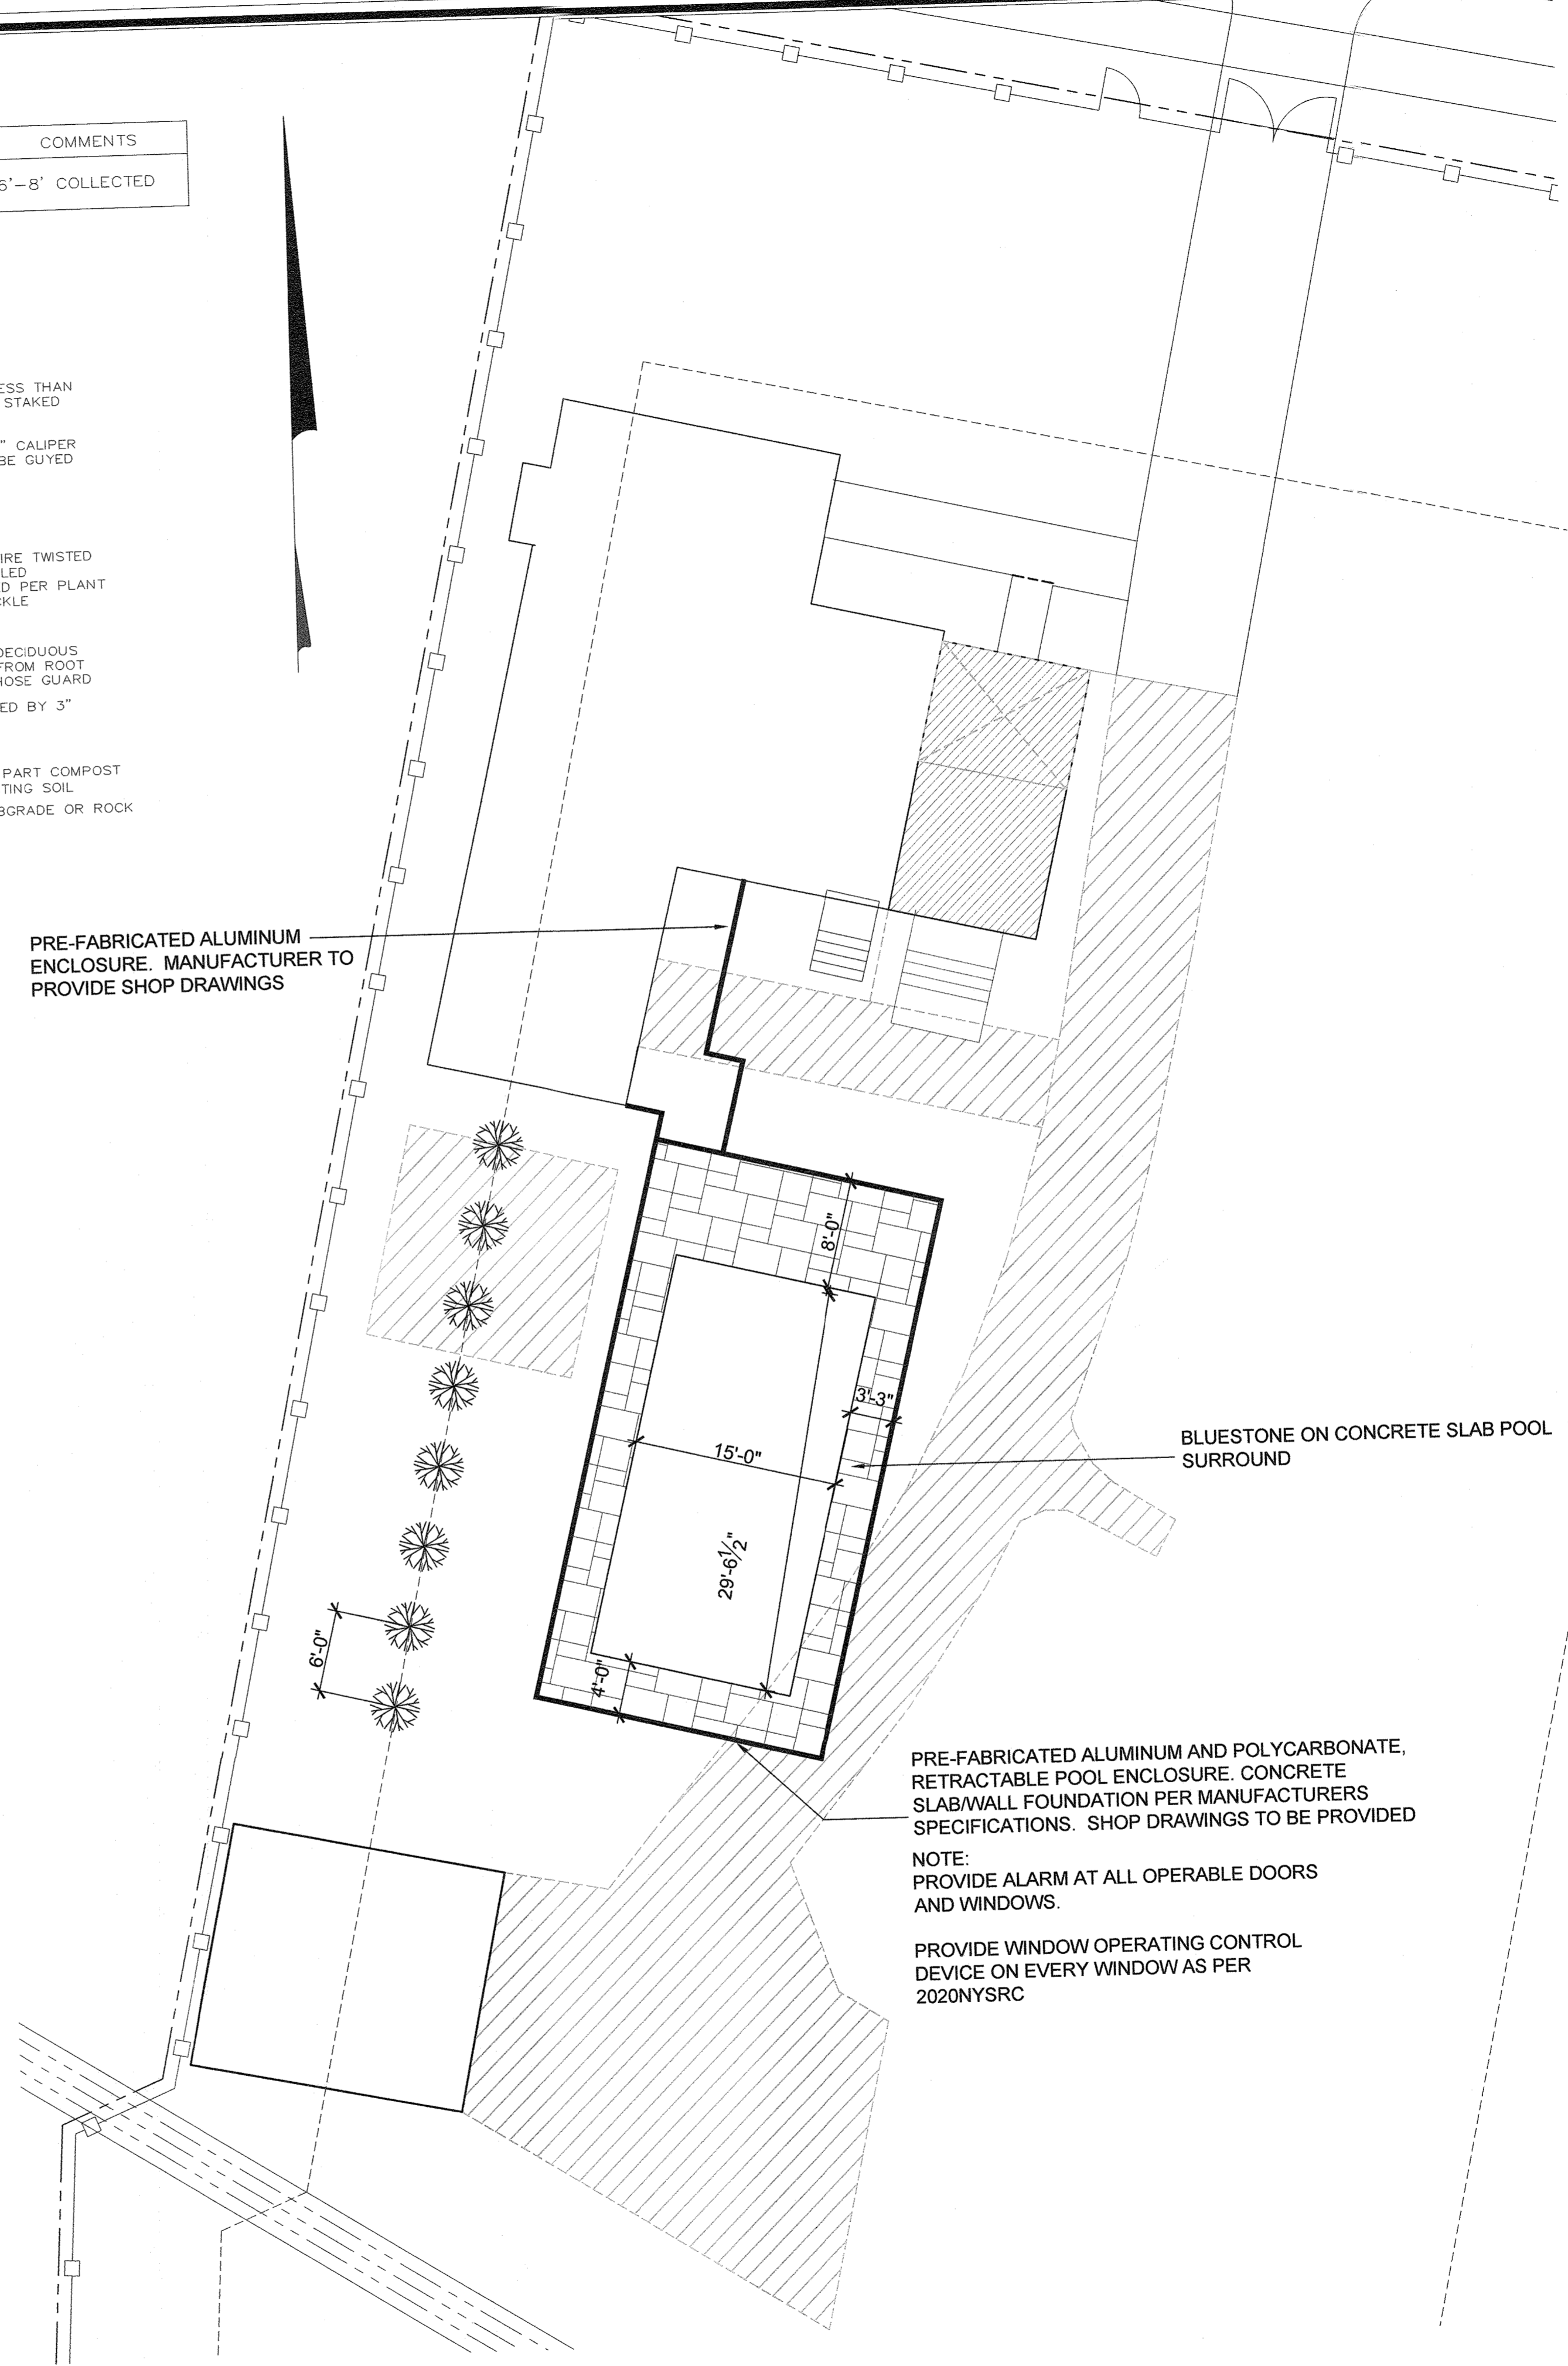 COMMENTS
6'-8' COLLECTED
ESS THAN
STAKED
" CALIPER
BE GUYED
IRE TWISTED
LED
D PER PLANT
CKLE
DECIDUOUS
FROM ROOT
HOSE GUARD
ED BY 3"
PART COMPOST
TING SOIL
BGRADE OR ROCK
PRE-FABRICATED ALUMINUM
ENCLOSURE. MANUFACTURER TO
PROVIDE SHOP DRAWINGS
8'-0"
3'-3"
15'-0"
29'-6½"
6'-0"
4'-0"
BLUESTONE ON CONCRETE SLAB POOL
SURROUND
PRE-FABRICATED ALUMINUM AND POLYCARBONATE,
RETRACTABLE POOL ENCLOSURE. CONCRETE
SLAB/WALL FOUNDATION PER MANUFACTURERS
SPECIFICATIONS. SHOP DRAWINGS TO BE PROVIDED
NOTE:
PROVIDE ALARM AT ALL OPERABLE DOORS
AND WINDOWS.
PROVIDE WINDOW OPERATING CONTROL
DEVICE ON EVERY WINDOW AS PER
2020NYSRC